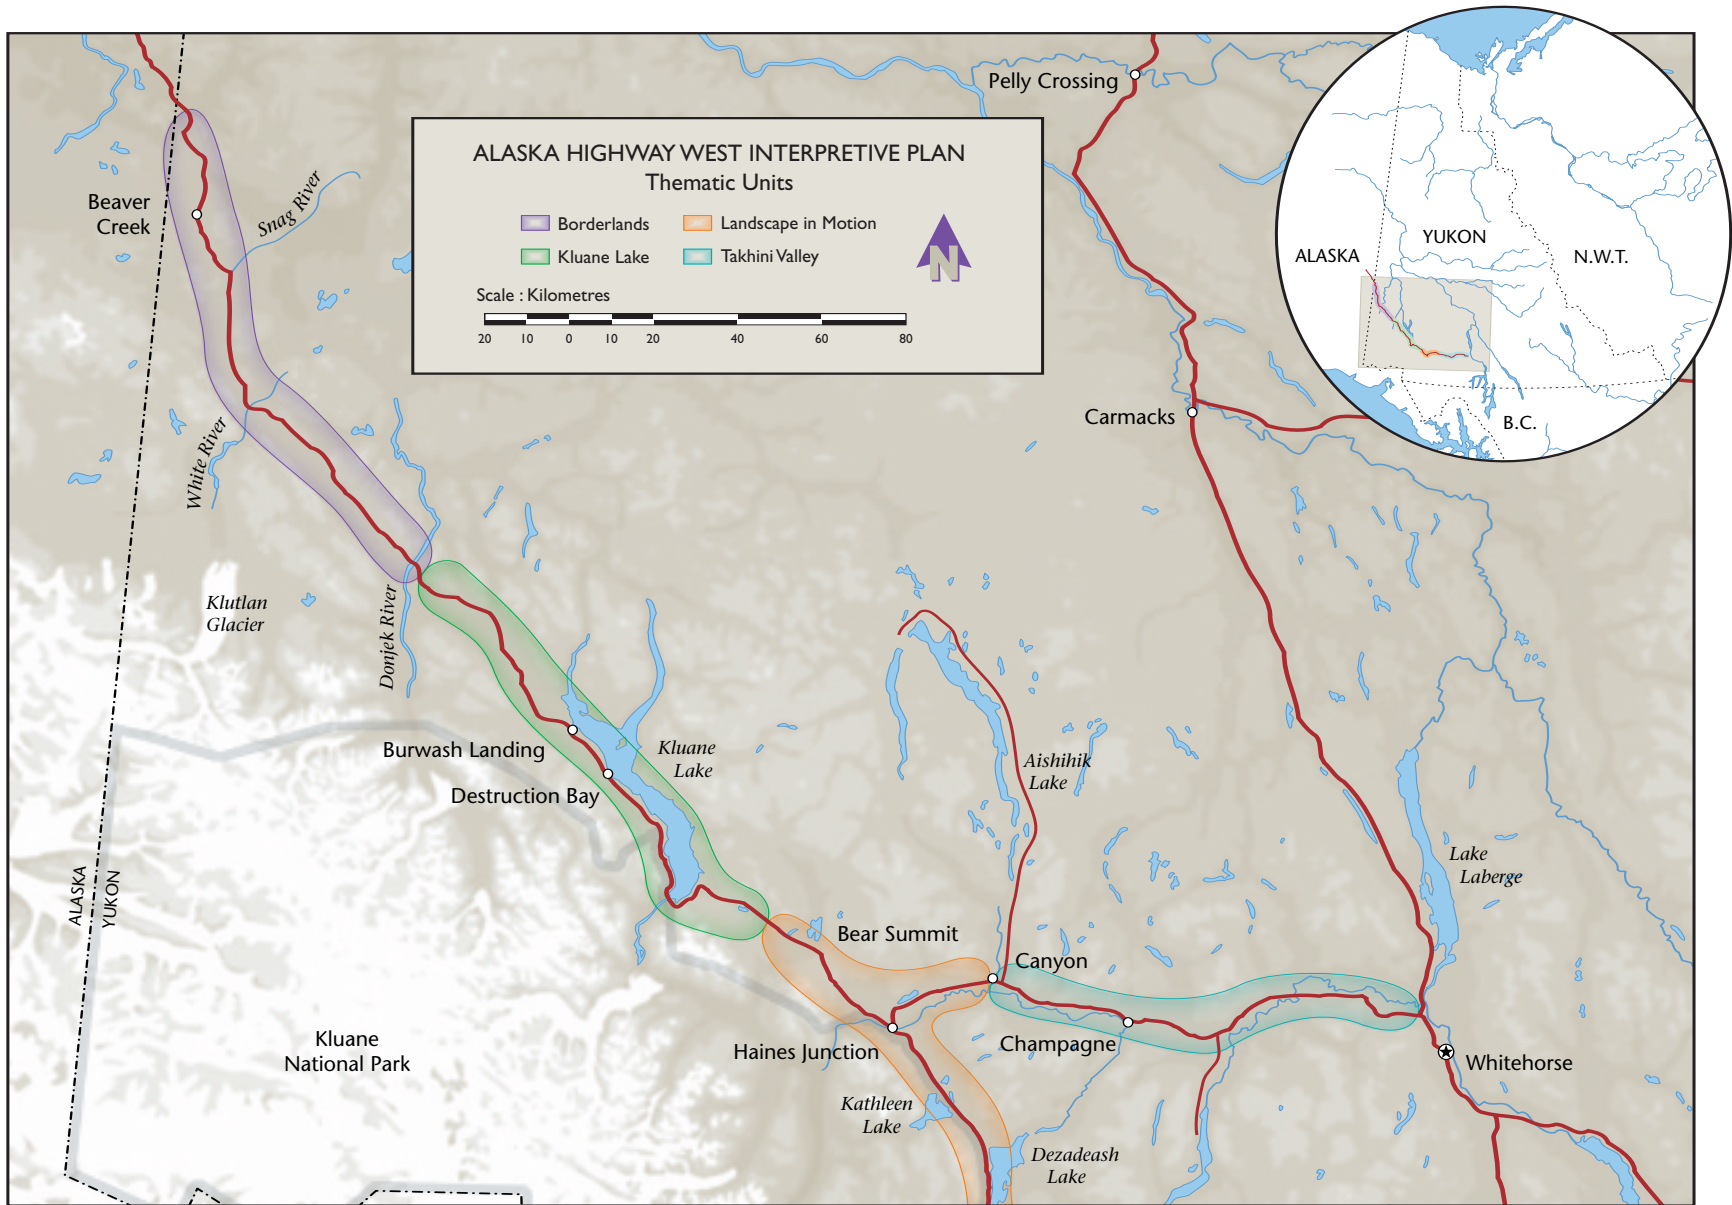 Pelly Crossing
ALASKA HIGHWAY WEST INTERPRETIVE PLAN
Thematic Units
Borderlands
Landscape in Motion
Kluane Lake
Takhini Valley
N
Scale : Kilometres
20 10 0 10 20 40 60 80
YUKON
ALASKA
N.W.T.
B.C.
Beaver
Creek
Snag River
White River
Carmacks
Klutlan
Glacier
Donjek River
Burwash Landing
Kluane
Lake
Destruction Bay
Aishihik
Lake
Lake
Laberge
ALASKA
YUKON
Bear Summit
Canyon
Kluane
National Park
Haines Junction
Champagne
Whitehorse
Kathleen
Lake
Dezadeash
Lake